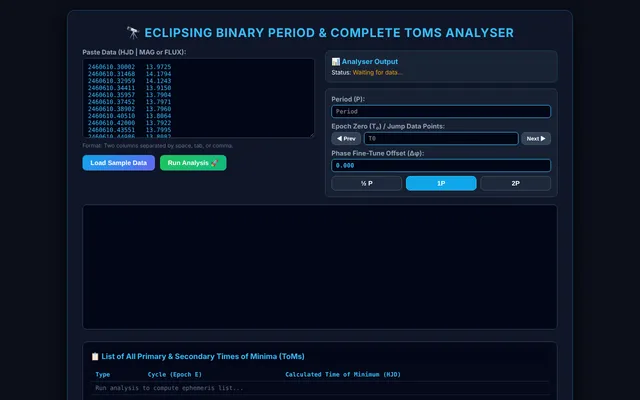 🔭 ECLIPSING BINARY PERIOD & COMPLETE TOMS ANALYSER
Paste Data (HJD | MAG or FLUX):
2460610.30002 13.9725
2460610.31468 14.1794
2460610.32959 14.1243
2460610.34411 13.9150
2460610.35957 13.7904
2460610.37452 13.7971
2460610.38902 13.7960
2460610.40510 13.8064
2460610.42000 13.7922
2460610.43551 13.7995
Format: Two columns separated by space, tab, or comma.
Load Sample Data
Run Analysis 🚀
📊 Analyser Output
Status: Waiting for data...
Period (P):
Period
Epoch Zero (T₀) / Jump Data Points:
◀ Prev
T0
Next ▶
Phase Fine-Tune Offset (Δφ):
0.000
½ P
1P
2P
📋 List of All Primary & Secondary Times of Minima (ToMs)
Type Cycle (Epoch E) Calculated Time of Minimum (HJD)
Run analysis to compute ephemeris list...